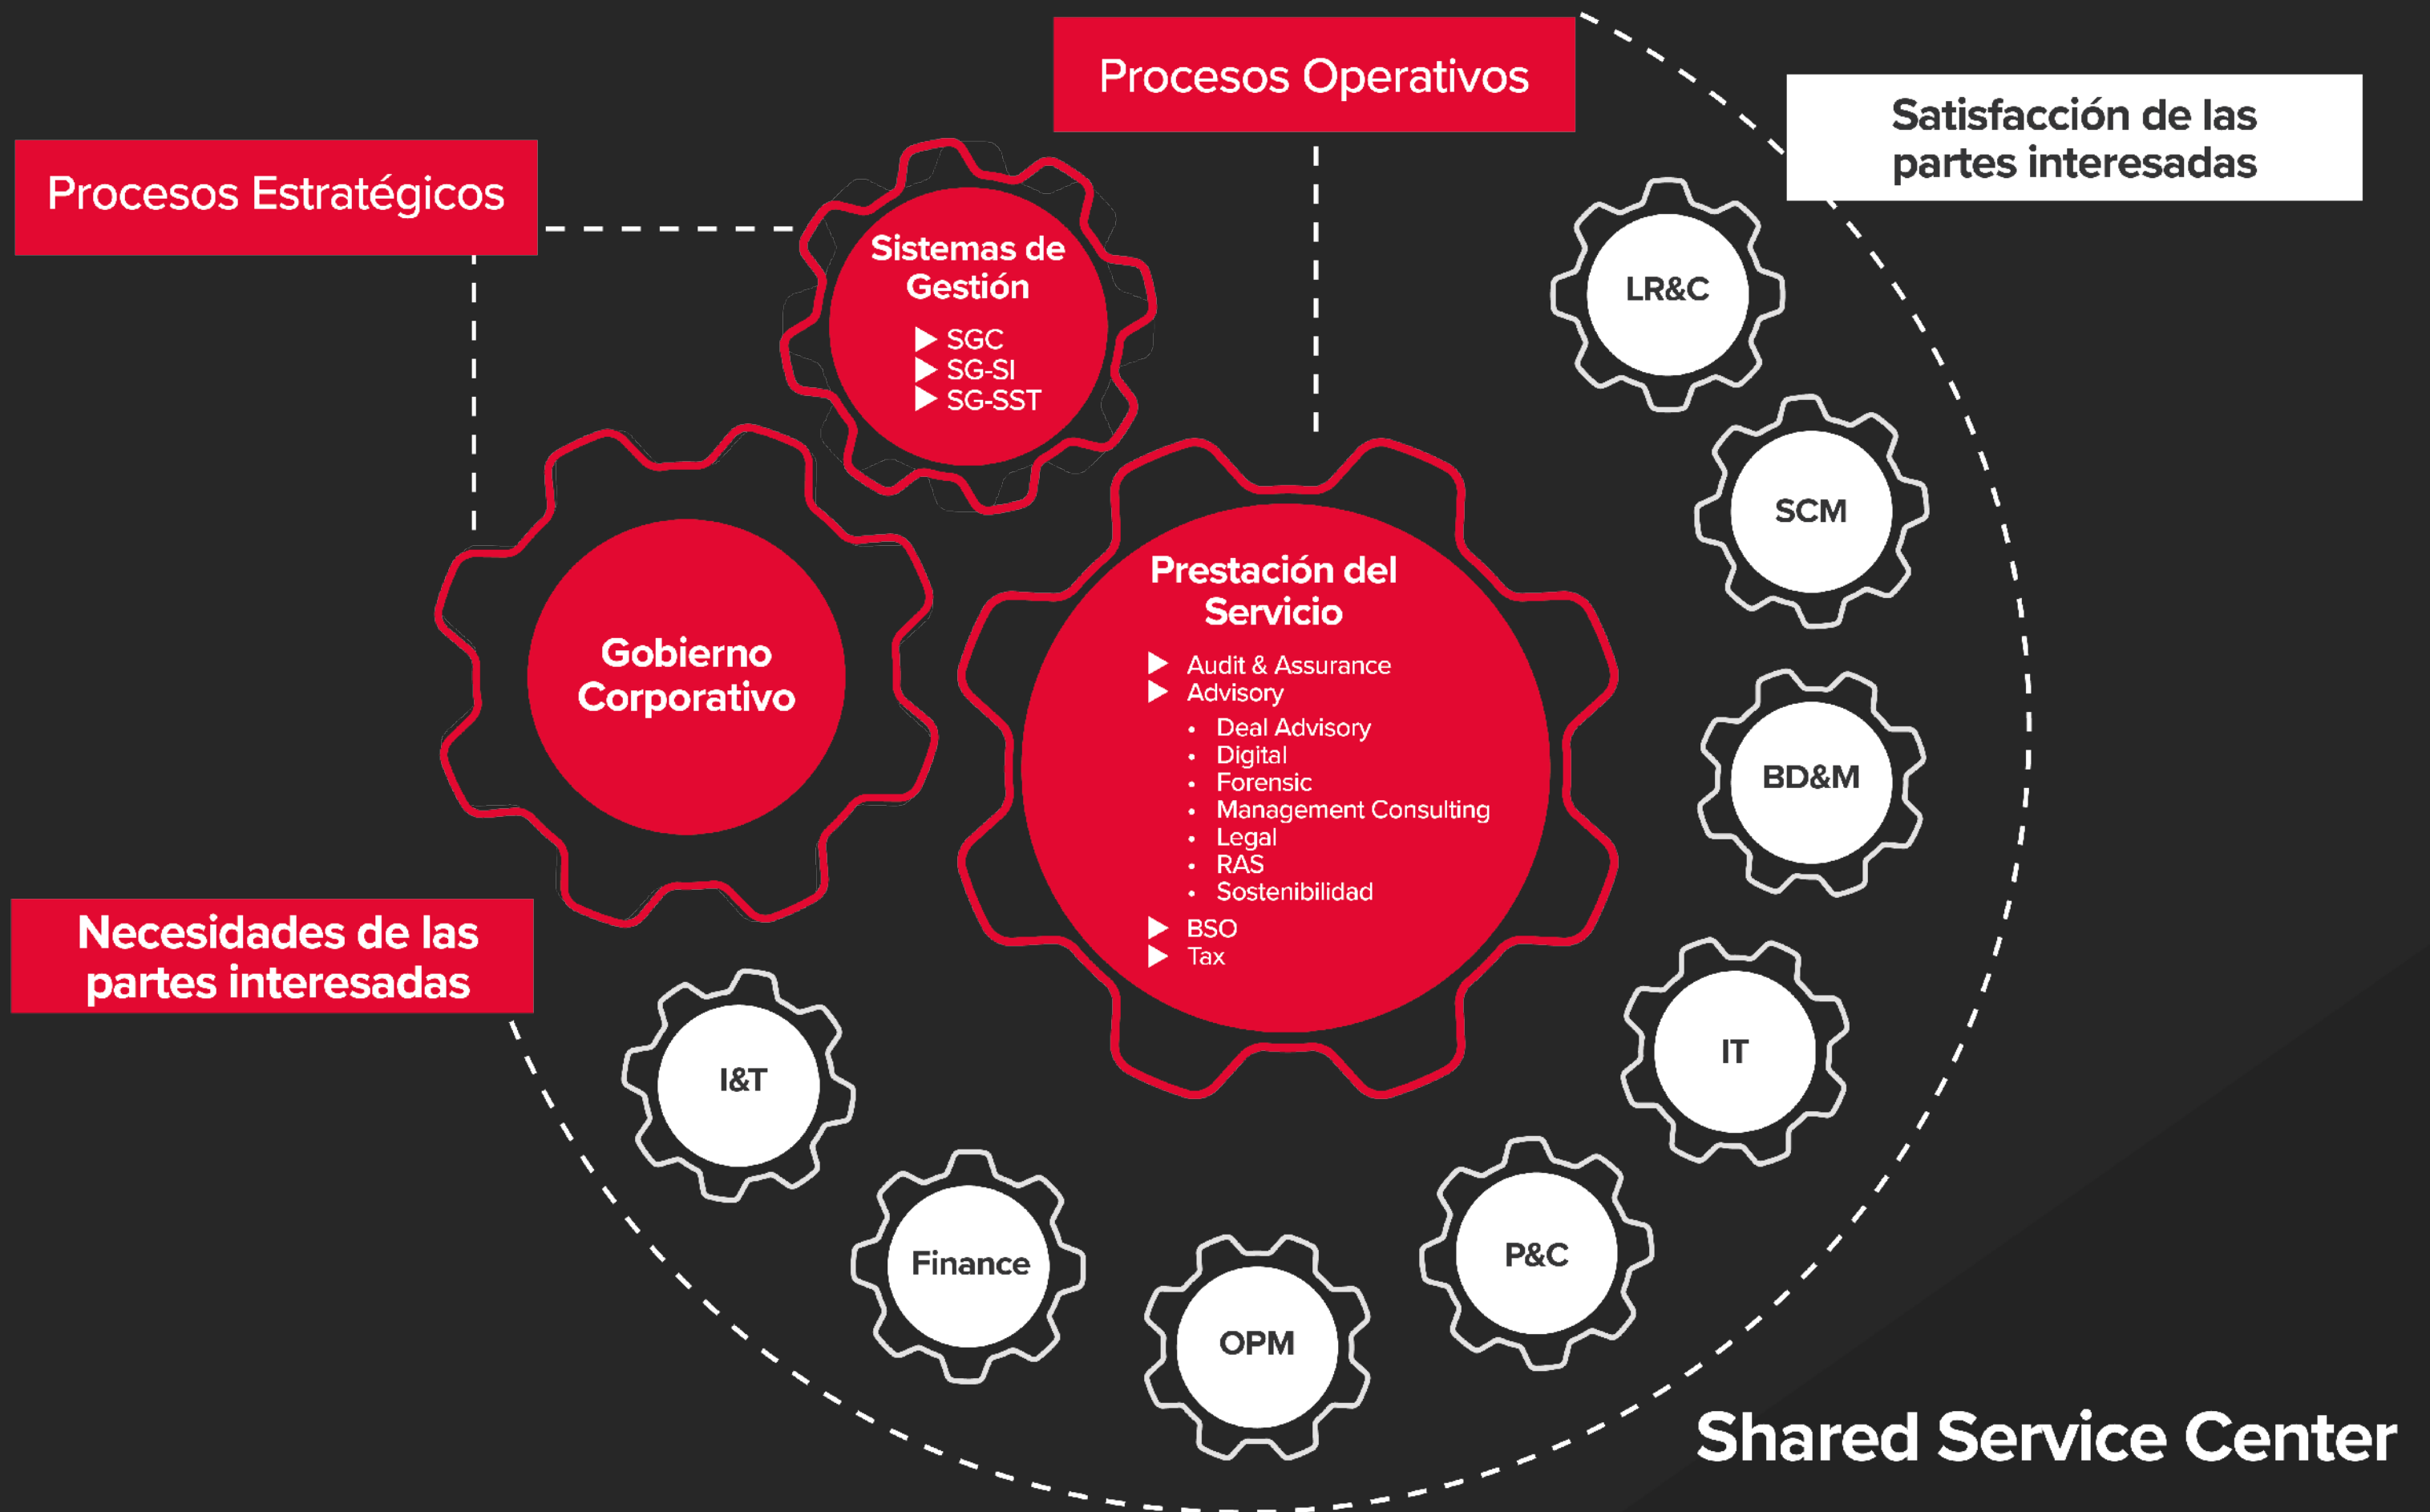 Procesos Operativos
Satisfacción de las
partes interesadas
Procesos Estratégicos
Sistemas de
Gestión
SGC
SG-SI
SG-SST
LR&C
SCM
Gobierno
Corporativo
Prestación del
Servicio
Audit & Assurance
Advisory
• Deal Advisory
• Digital
• Forensic
• Management Consulting
• Legal
• RAS
• Sostenibilidad
BSO
Tax
BD&M
Necesidades de las
partes interesadas
I&T
Finance
OPM
P&C
IT
Shared Service Center